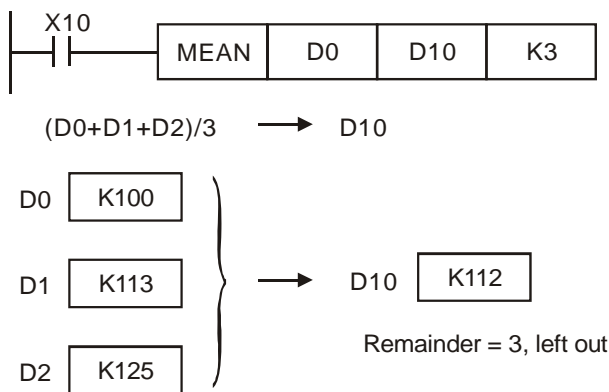 X10
MEAN D0 D10 K3
(D0+D1+D2)/3 → D10
D0 K100
D1 K113 → D10 K112
Remainder = 3, left out
D2 K125